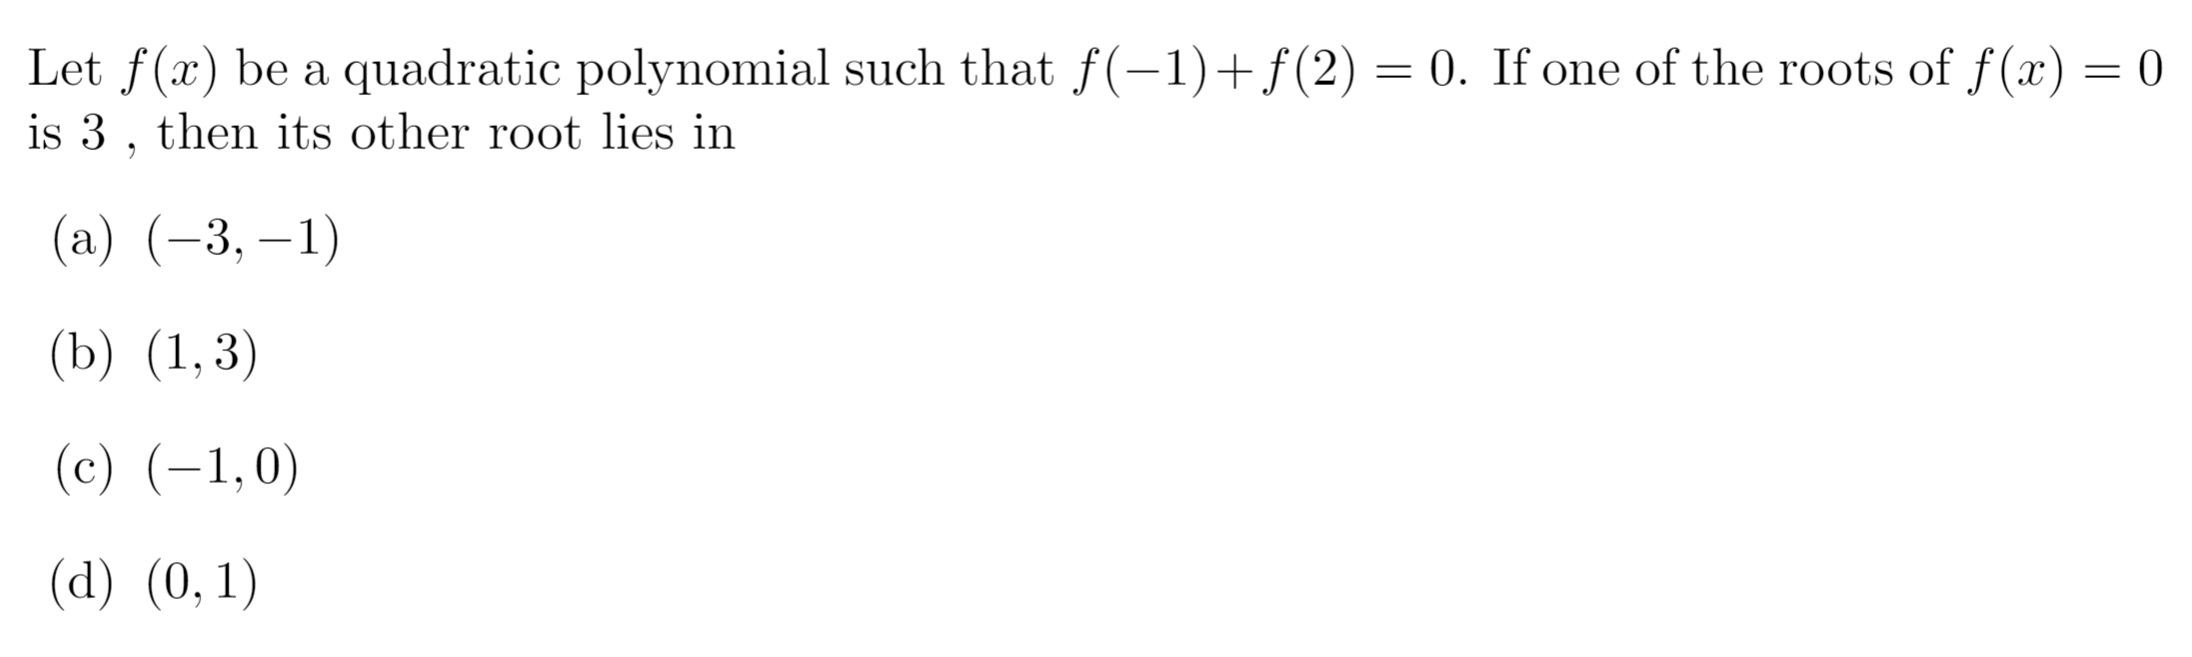 Let f(x) be a quadratic polynomial such that f(−1)+f(2) = 0. If one of the roots of f(x) = 0
is 3 , then its other root lies in
(a) (−3, −1)
(b) (1, 3)
(c) (−1, 0)
(d) (0, 1)